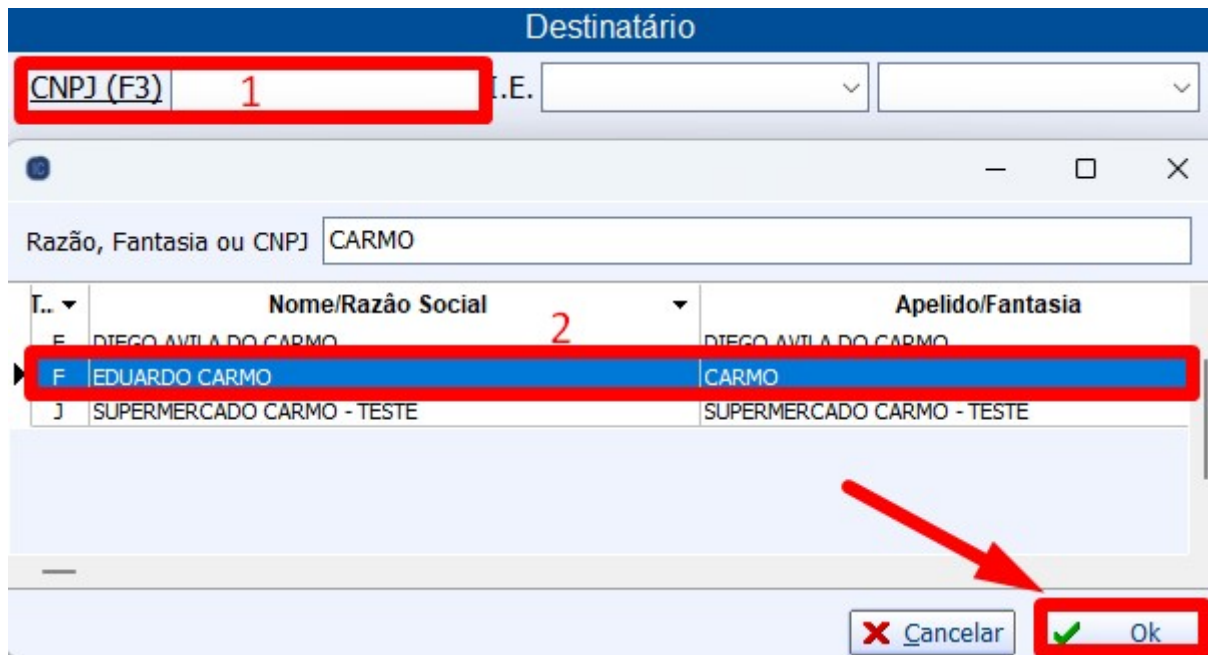 Destinatário
CNPJ (F3) 1 I.E.
IC
Razão, Fantasia ou CNPJ CARMO
T.. Nome/Razâo Social Apelido/Fantasia
2
F DIEGO AVILA DO CARMO DIEGO AVILA DO CARMO
F EDUARDO CARMO CARMO
J SUPERMERCADO CARMO - TESTE SUPERMERCADO CARMO - TESTE
Cancelar Ok